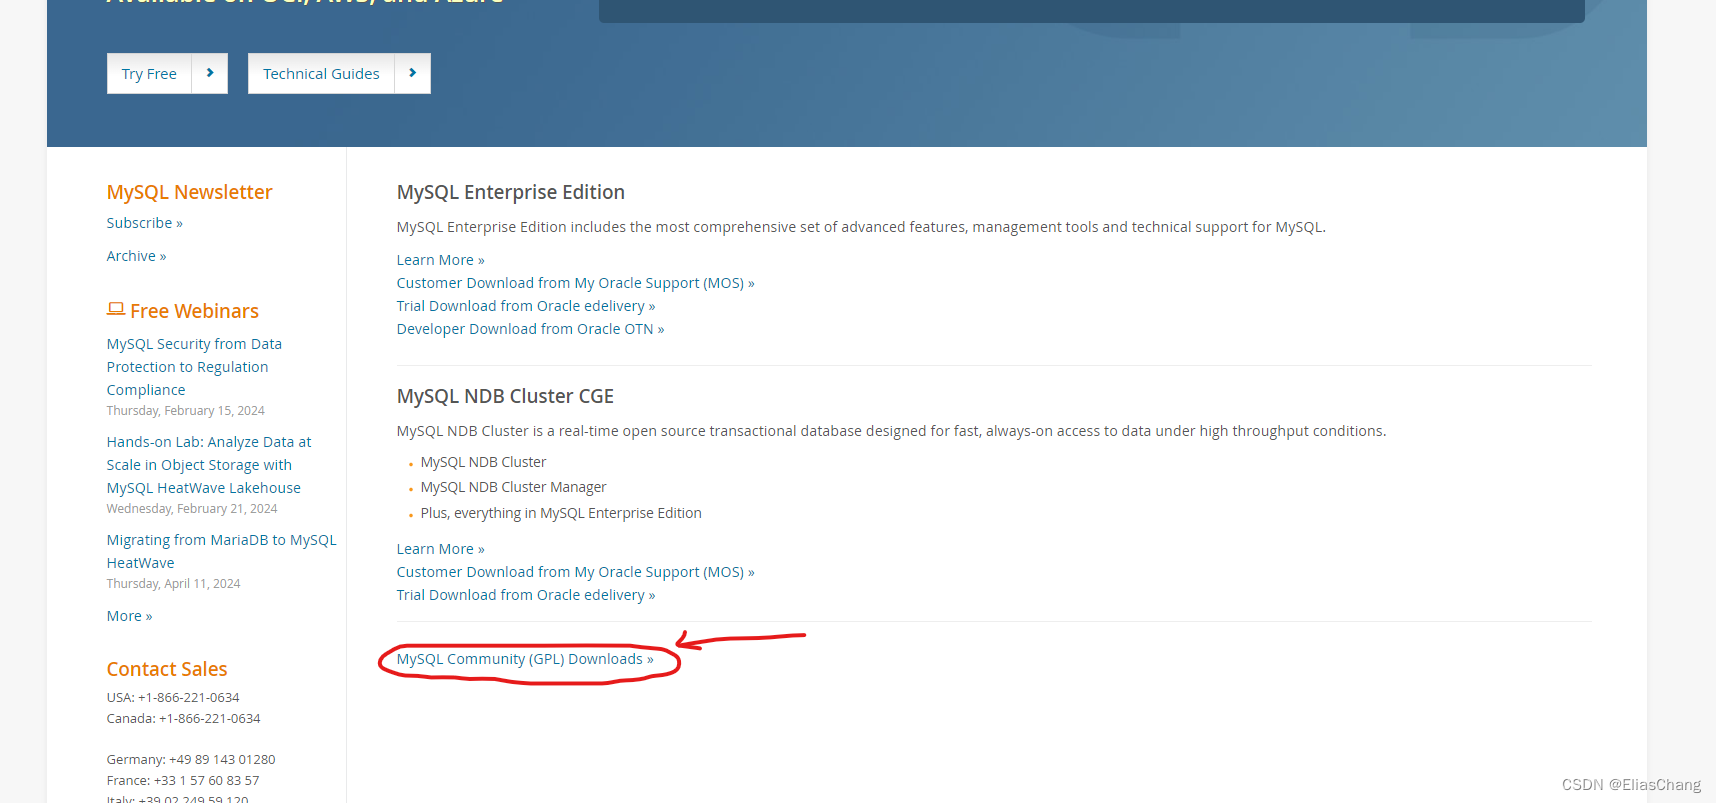 Available on OCI, AWS, and Azure
Try Free
Technical Guides
MySQL Newsletter
Subscribe »
Archive »
Free Webinars
MySQL Security from Data
Protection to Regulation
Compliance
Thursday, February 15, 2024
Hands-on Lab: Analyze Data at
Scale in Object Storage with
MySQL HeatWave Lakehouse
Wednesday, February 21, 2024
Migrating from MariaDB to MySQL
HeatWave
Thursday, April 11, 2024
More »
Contact Sales
USA: +1-866-221-0634
Canada: +1-866-221-0634
Germany: +49 89 143 01280
France: +33 1 57 60 83 57
Italy: +39 02 249 59 120
MySQL Enterprise Edition
MySQL Enterprise Edition includes the most comprehensive set of advanced features, management tools and technical support for MySQL.
Learn More »
Customer Download from My Oracle Support (MOS) »
Trial Download from Oracle edelivery »
Developer Download from Oracle OTN »
MySQL NDB Cluster CGE
MySQL NDB Cluster is a real-time open source transactional database designed for fast, always-on access to data under high throughput conditions.
MySQL NDB Cluster
MySQL NDB Cluster Manager
Plus, everything in MySQL Enterprise Edition
Learn More »
Customer Download from My Oracle Support (MOS) »
Trial Download from Oracle edelivery »
MySQL Community (GPL) Downloads »
CSDN @EliasChang